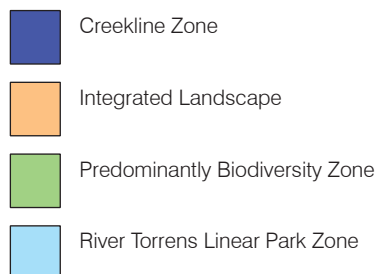 Creekline Zone
Integrated Landscape
Predominantly Biodiversity Zone
River Torrens Linear Park Zone